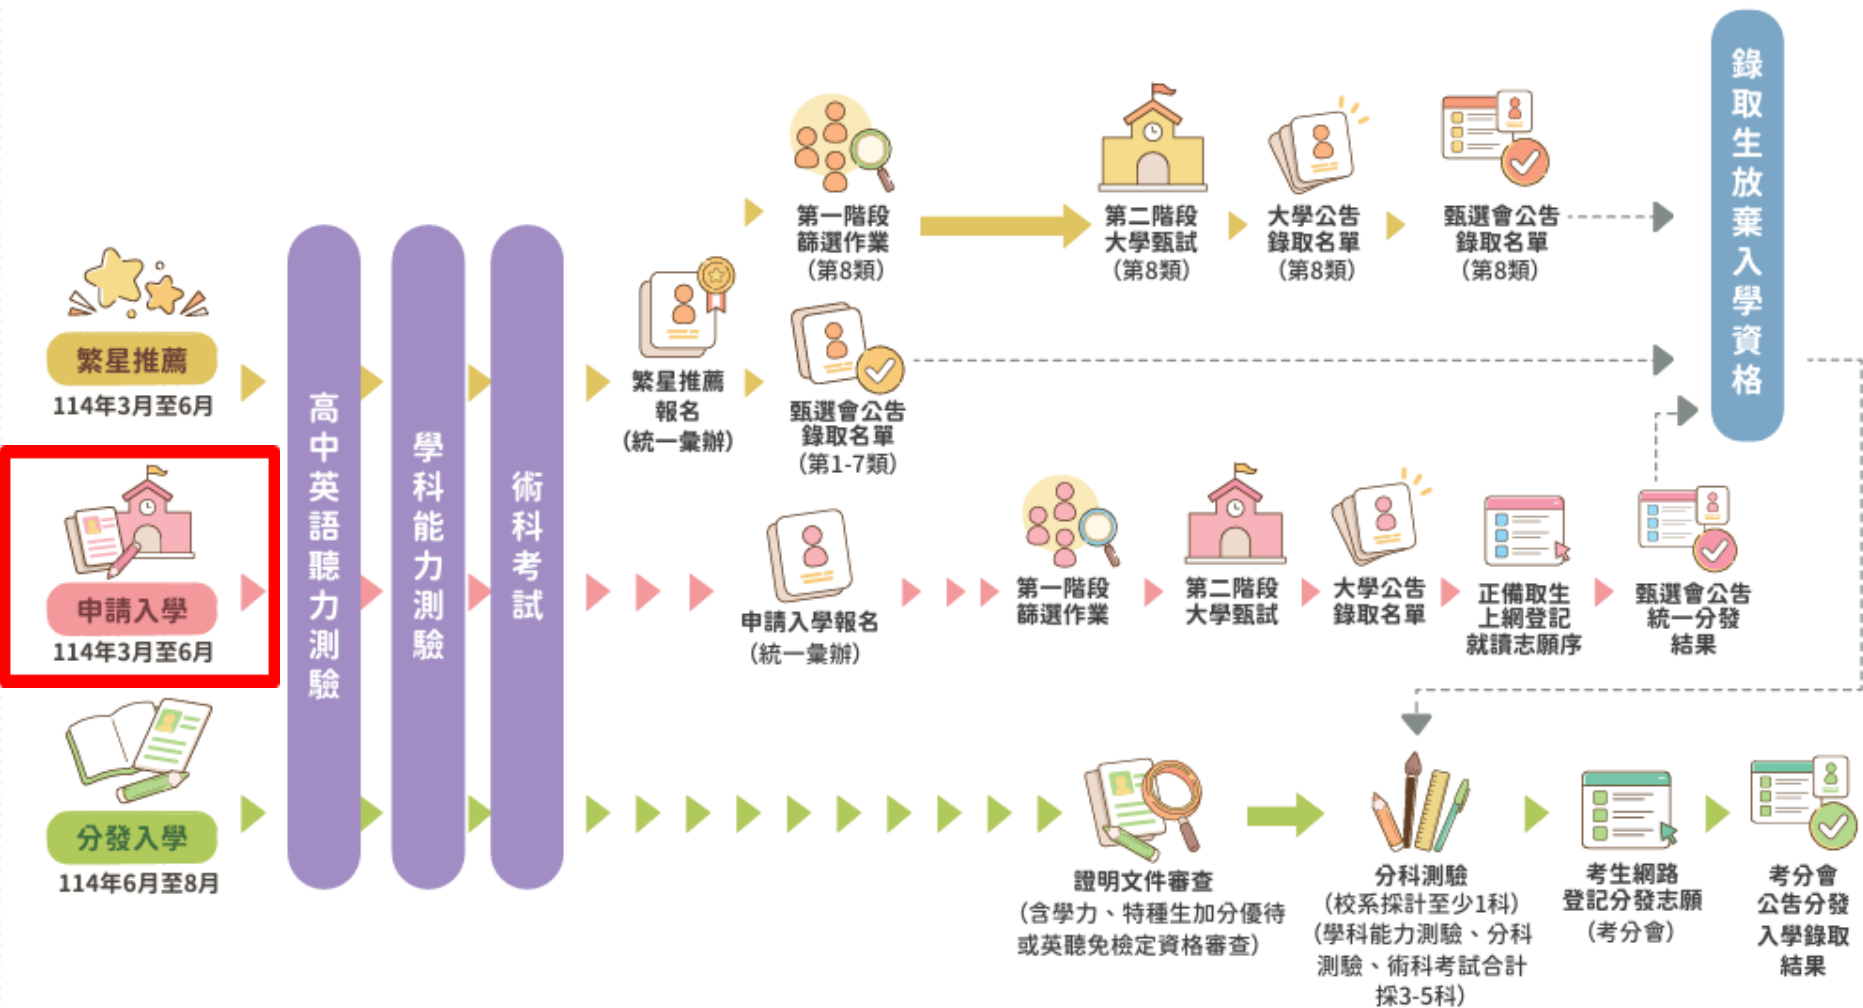 繁星推薦
114年3月至6月
申請入學
114年3月至6月
分發入學
114年6月至8月
高中英語聽力測驗
學科能力測驗
術科考試
繁星推薦
報名
（統一彙辦）
第一階段
篩選作業
（第8類）
第二階段
大學甄試
（第8類）
大學公告
錄取名單
（第8類）
甄選會公告
錄取名單
（第8類）
甄選會公告
錄取名單
（第1-7類）
錄取生放棄入學資格
申請入學報名
（統一彙辦）
第一階段
篩選作業
第二階段
大學甄試
大學公告
錄取名單
正備取生
上網登記
就讀志願序
甄選會公告
統一分發
結果
證明文件審查
（含學力、特種生加分優待
或英聽免檢定資格審查）
分科測驗
（校系採計至少1科）
（學科能力測驗、分科
測驗、術科考試合計
採3-5科）
考生網路
登記分發志願
（考分會）
考分會
公告分發
入學錄取
結果